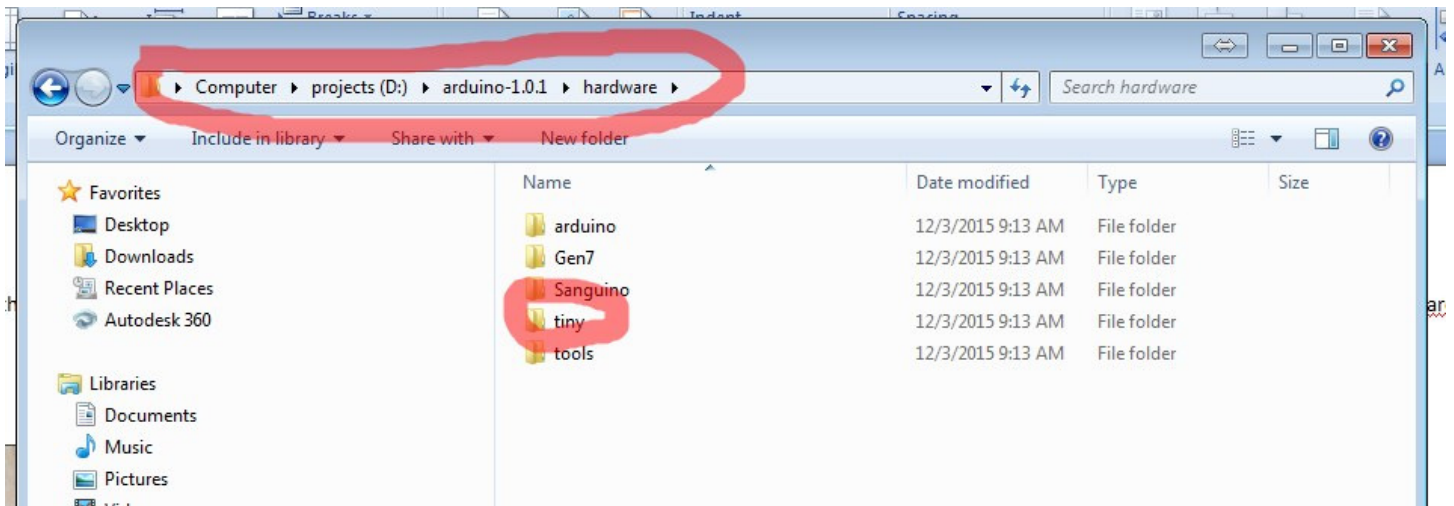 Breaks Indent Spacing
Computer projects (D:) arduino-1.0.1 hardware Search hardware
Organize Include in library Share with New folder
Favorites
Desktop
Downloads
Recent Places
Autodesk 360
Libraries
Documents
Music
Pictures
Name Date modified Type Size
arduino 12/3/2015 9:13 AM File folder
Gen7 12/3/2015 9:13 AM File folder
Sanguino 12/3/2015 9:13 AM File folder
tiny 12/3/2015 9:13 AM File folder
tools 12/3/2015 9:13 AM File folder